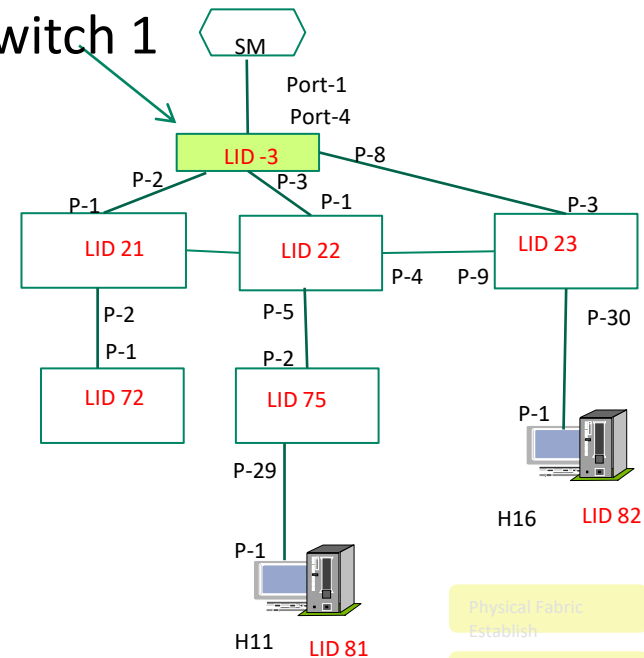 witch 1
SM
Port-1
Port-4
LID -3
P-8
P-2
P-3
P-1
P-1
P-3
LID 21
LID 22
LID 23
P-4
P-9
P-2
P-5
P-30
P-1
P-2
LID 72
LID 75
P-1
P-29
H16
LID 82
P-1
H11
LID 81
Physical Fabric
Establish